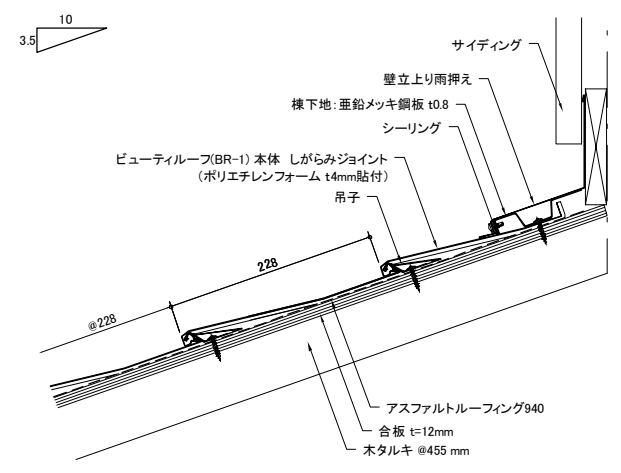 10
3.5
サイディング
壁立上り雨押え
棟下地：亜鉛メッキ鋼板 t0.8
シーリング
ビューティルーフ(BR-1) 本体 しがらみジョイント
（ポリエチレンフォーム t4mm貼付）
吊子
228
@228
アスファルトルーフィング940
合板 t=12mm
木タルキ @455 mm